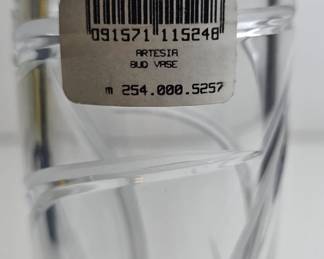 091571 115248
ARTESIA
BUD VASE
m 254.000.5257